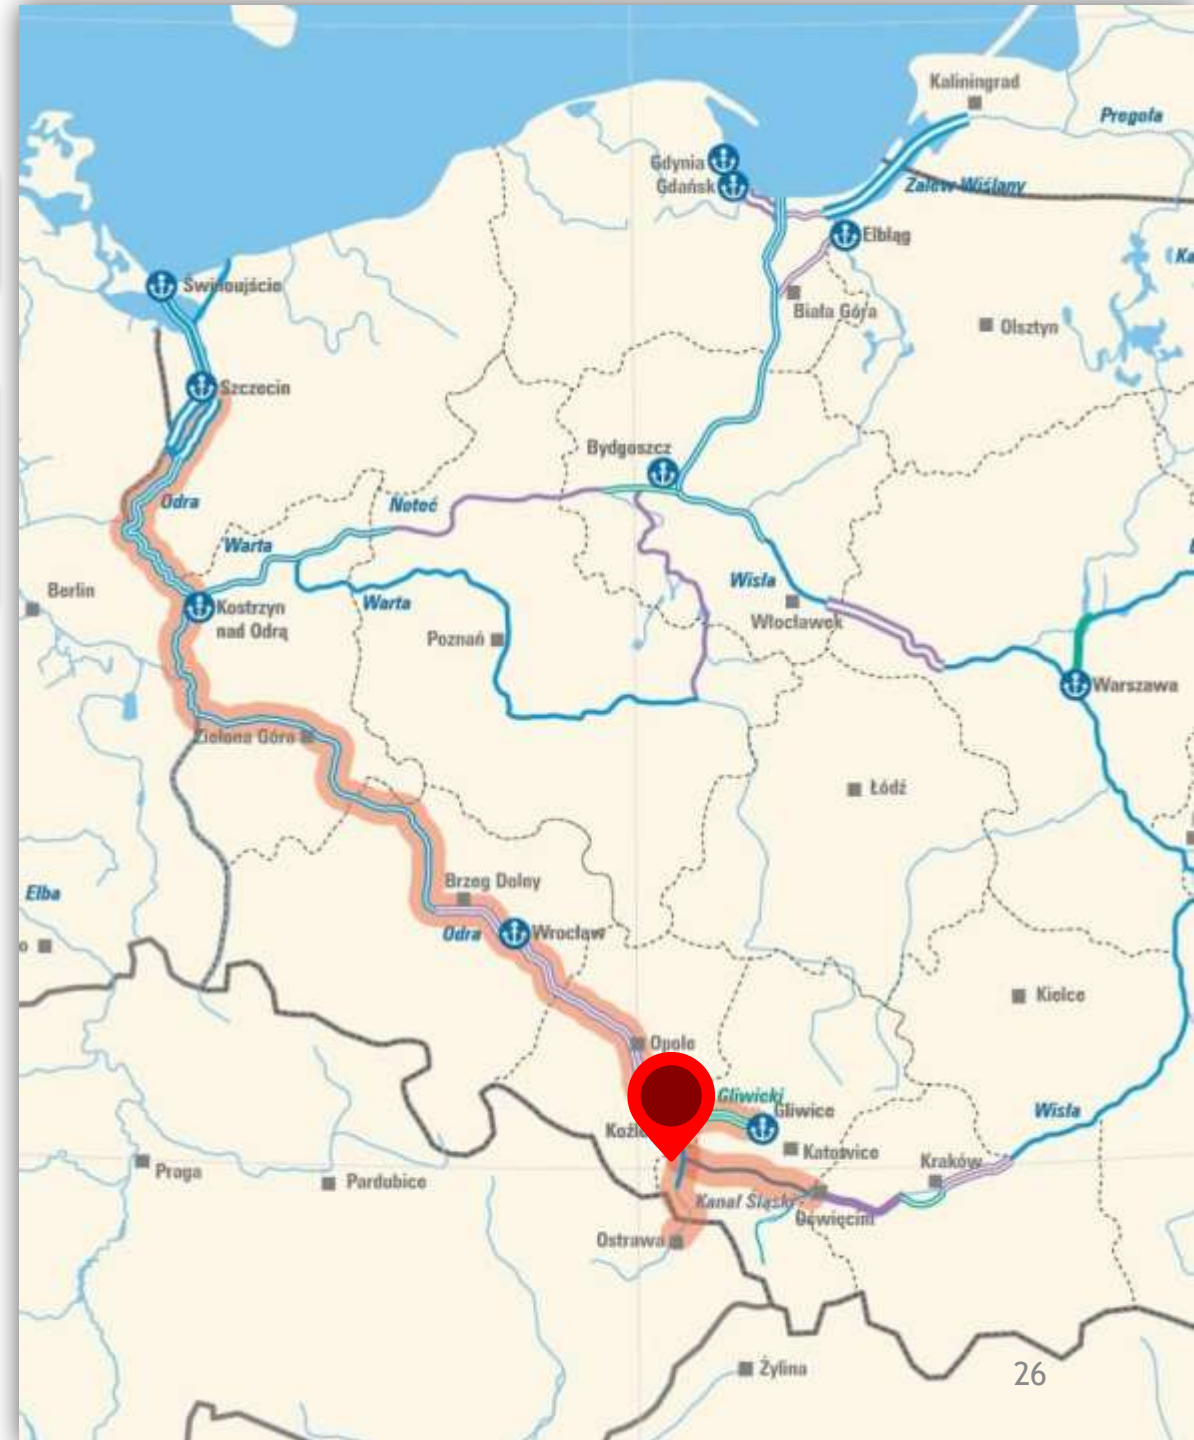 Kaliningrad
Pregoła
Gdynia
Gdańsk
Zalew Wiślany
Elbląg
Świnoujście
Biała Góra
Olsztyn
Szczecin
Bydgoszcz
Odra
Noteć
Warta
Wisła
Berlin
Warta
Kostrzyn
nad Odrą
Włocławek
Poznań
Warszawa
Zielona Góra
Łódź
Brzeg Dolny
Elba
Odra
Wrocław
Kielce
Opole
Gliwicki
Gliwice
Wisła
Katowice
Kraków
Praga
Pardubice
Kanał Śląski
Oświęcim
Ostrawa
Żylina
26